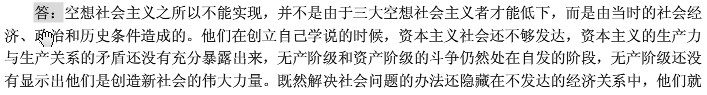 答：空想社会主义之所以不能实现，并不是由于三大空想社会主义者才能低下，而是由当时的社会经
济、政治和历史条件造成的。他们在创立自己学说的时候，资本主义社会还不够发达，资本主义的生产力
与生产关系的矛盾还没有充分暴露出来，无产阶级和资产阶级的斗争仍然处在自发的阶段，无产阶级还没
有显示出他们是创造新社会的伟大力量。既然解决社会问题的办法还隐藏在不发达的经济关系中，他们就